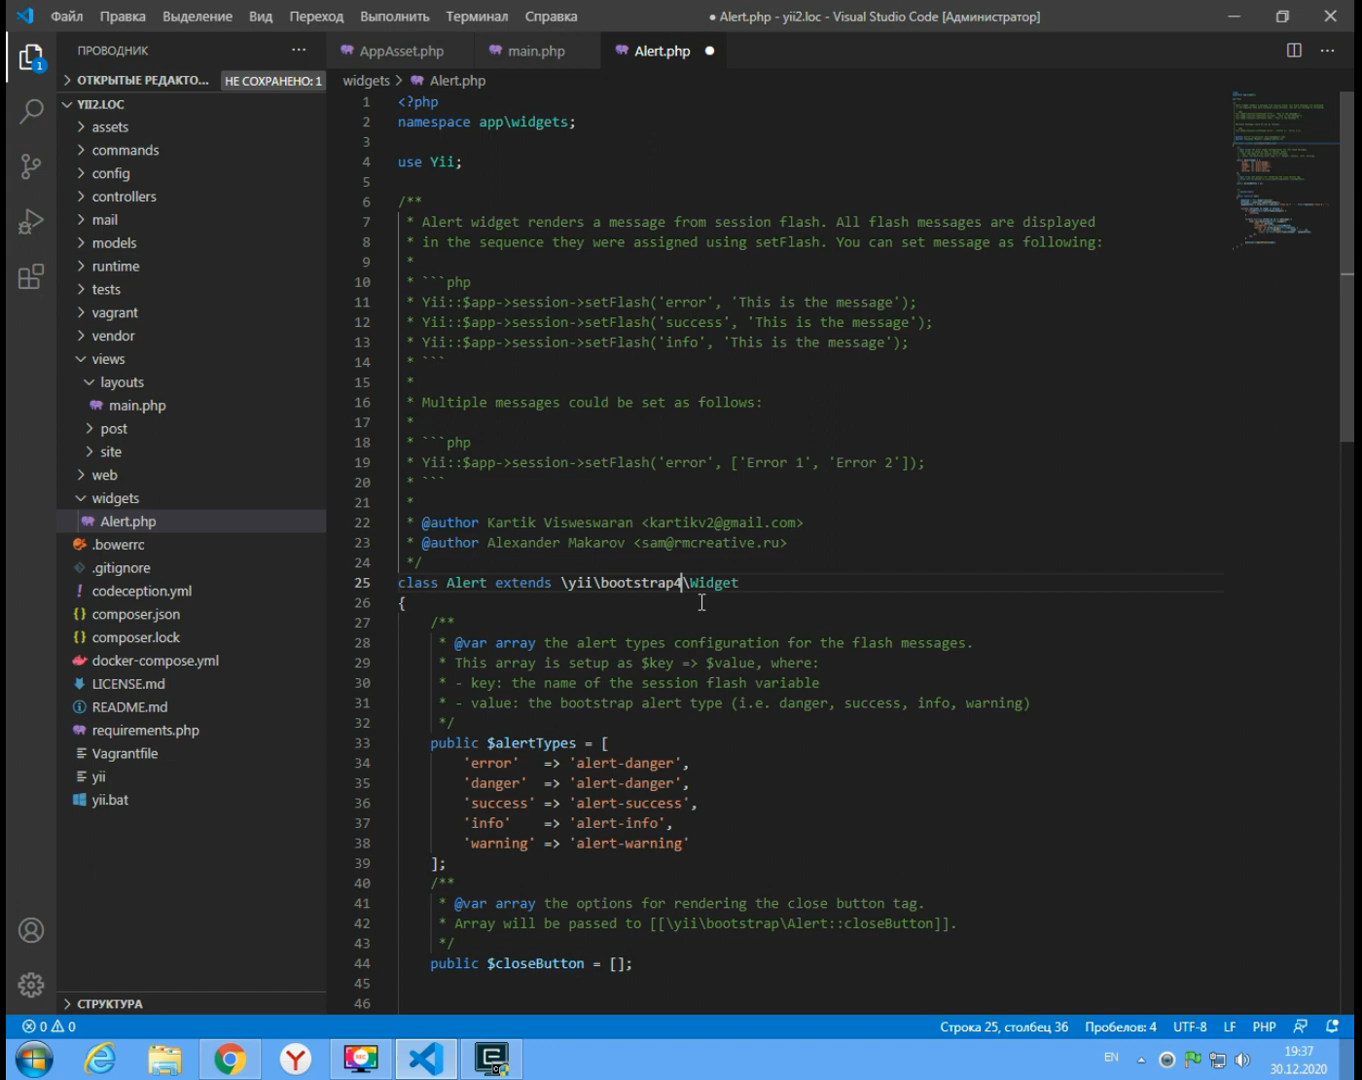 Файл Правка Выделение Вид Переход Выполнить Терминал Справка ● Alert.php - yii2.loc - Visual Studio Code [Администратор]
ПРОВОДНИК ···
AppAsset.php main.php Alert.php ●
ОТКРЫТЫЕ РЕДАКТО... НЕ СОХРАНЕНО: 1
YII2.LOC
assets
commands
config
controllers
mail
models
runtime
tests
vagrant
vendor
views
layouts
main.php
post
site
web
widgets
Alert.php
.bowerrc
.gitignore
codeception.yml
composer.json
composer.lock
docker-compose.yml
LICENSE.md
README.md
requirements.php
Vagrantfile
yii
yii.bat
СТРУКТУРА
widgets > Alert.php
1 <?php
2 namespace app\widgets;
3
4 use Yii;
5
6 /**
7 * Alert widget renders a message from session flash. All flash messages are displayed
8 * in the sequence they were assigned using setFlash. You can set message as following:
9 *
10 * ```php
11 * Yii::$app->session->setFlash('error', 'This is the message');
12 * Yii::$app->session->setFlash('success', 'This is the message');
13 * Yii::$app->session->setFlash('info', 'This is the message');
14 * ```
15 *
16 * Multiple messages could be set as follows:
17 *
18 * ```php
19 * Yii::$app->session->setFlash('error', ['Error 1', 'Error 2']);
20 * ```
21 *
22 * @author Kartik Visweswaran <kartikv2@gmail.com>
23 * @author Alexander Makarov <sam@rmcreative.ru>
24 */
25 class Alert extends \yii\bootstrap4\Widget
26 {
27 /**
28 * @var array the alert types configuration for the flash messages.
29 * This array is setup as $key => $value, where:
30 * - key: the name of the session flash variable
31 * - value: the bootstrap alert type (i.e. danger, success, info, warning)
32 */
33 public $alertTypes = [
34 'error' => 'alert-danger',
35 'danger' => 'alert-danger',
36 'success' => 'alert-success',
37 'info' => 'alert-info',
38 'warning' => 'alert-warning'
39 ];
40 /**
41 * @var array the options for rendering the close button tag.
42 * Array will be passed to [[\yii\bootstrap\Alert::closeButton]].
43 */
44 public $closeButton = [];
45
46
0 0 Строка 25, столбец 36 Пробелов: 4 UTF-8 LF PHP
EN 19:37
30.12.2020